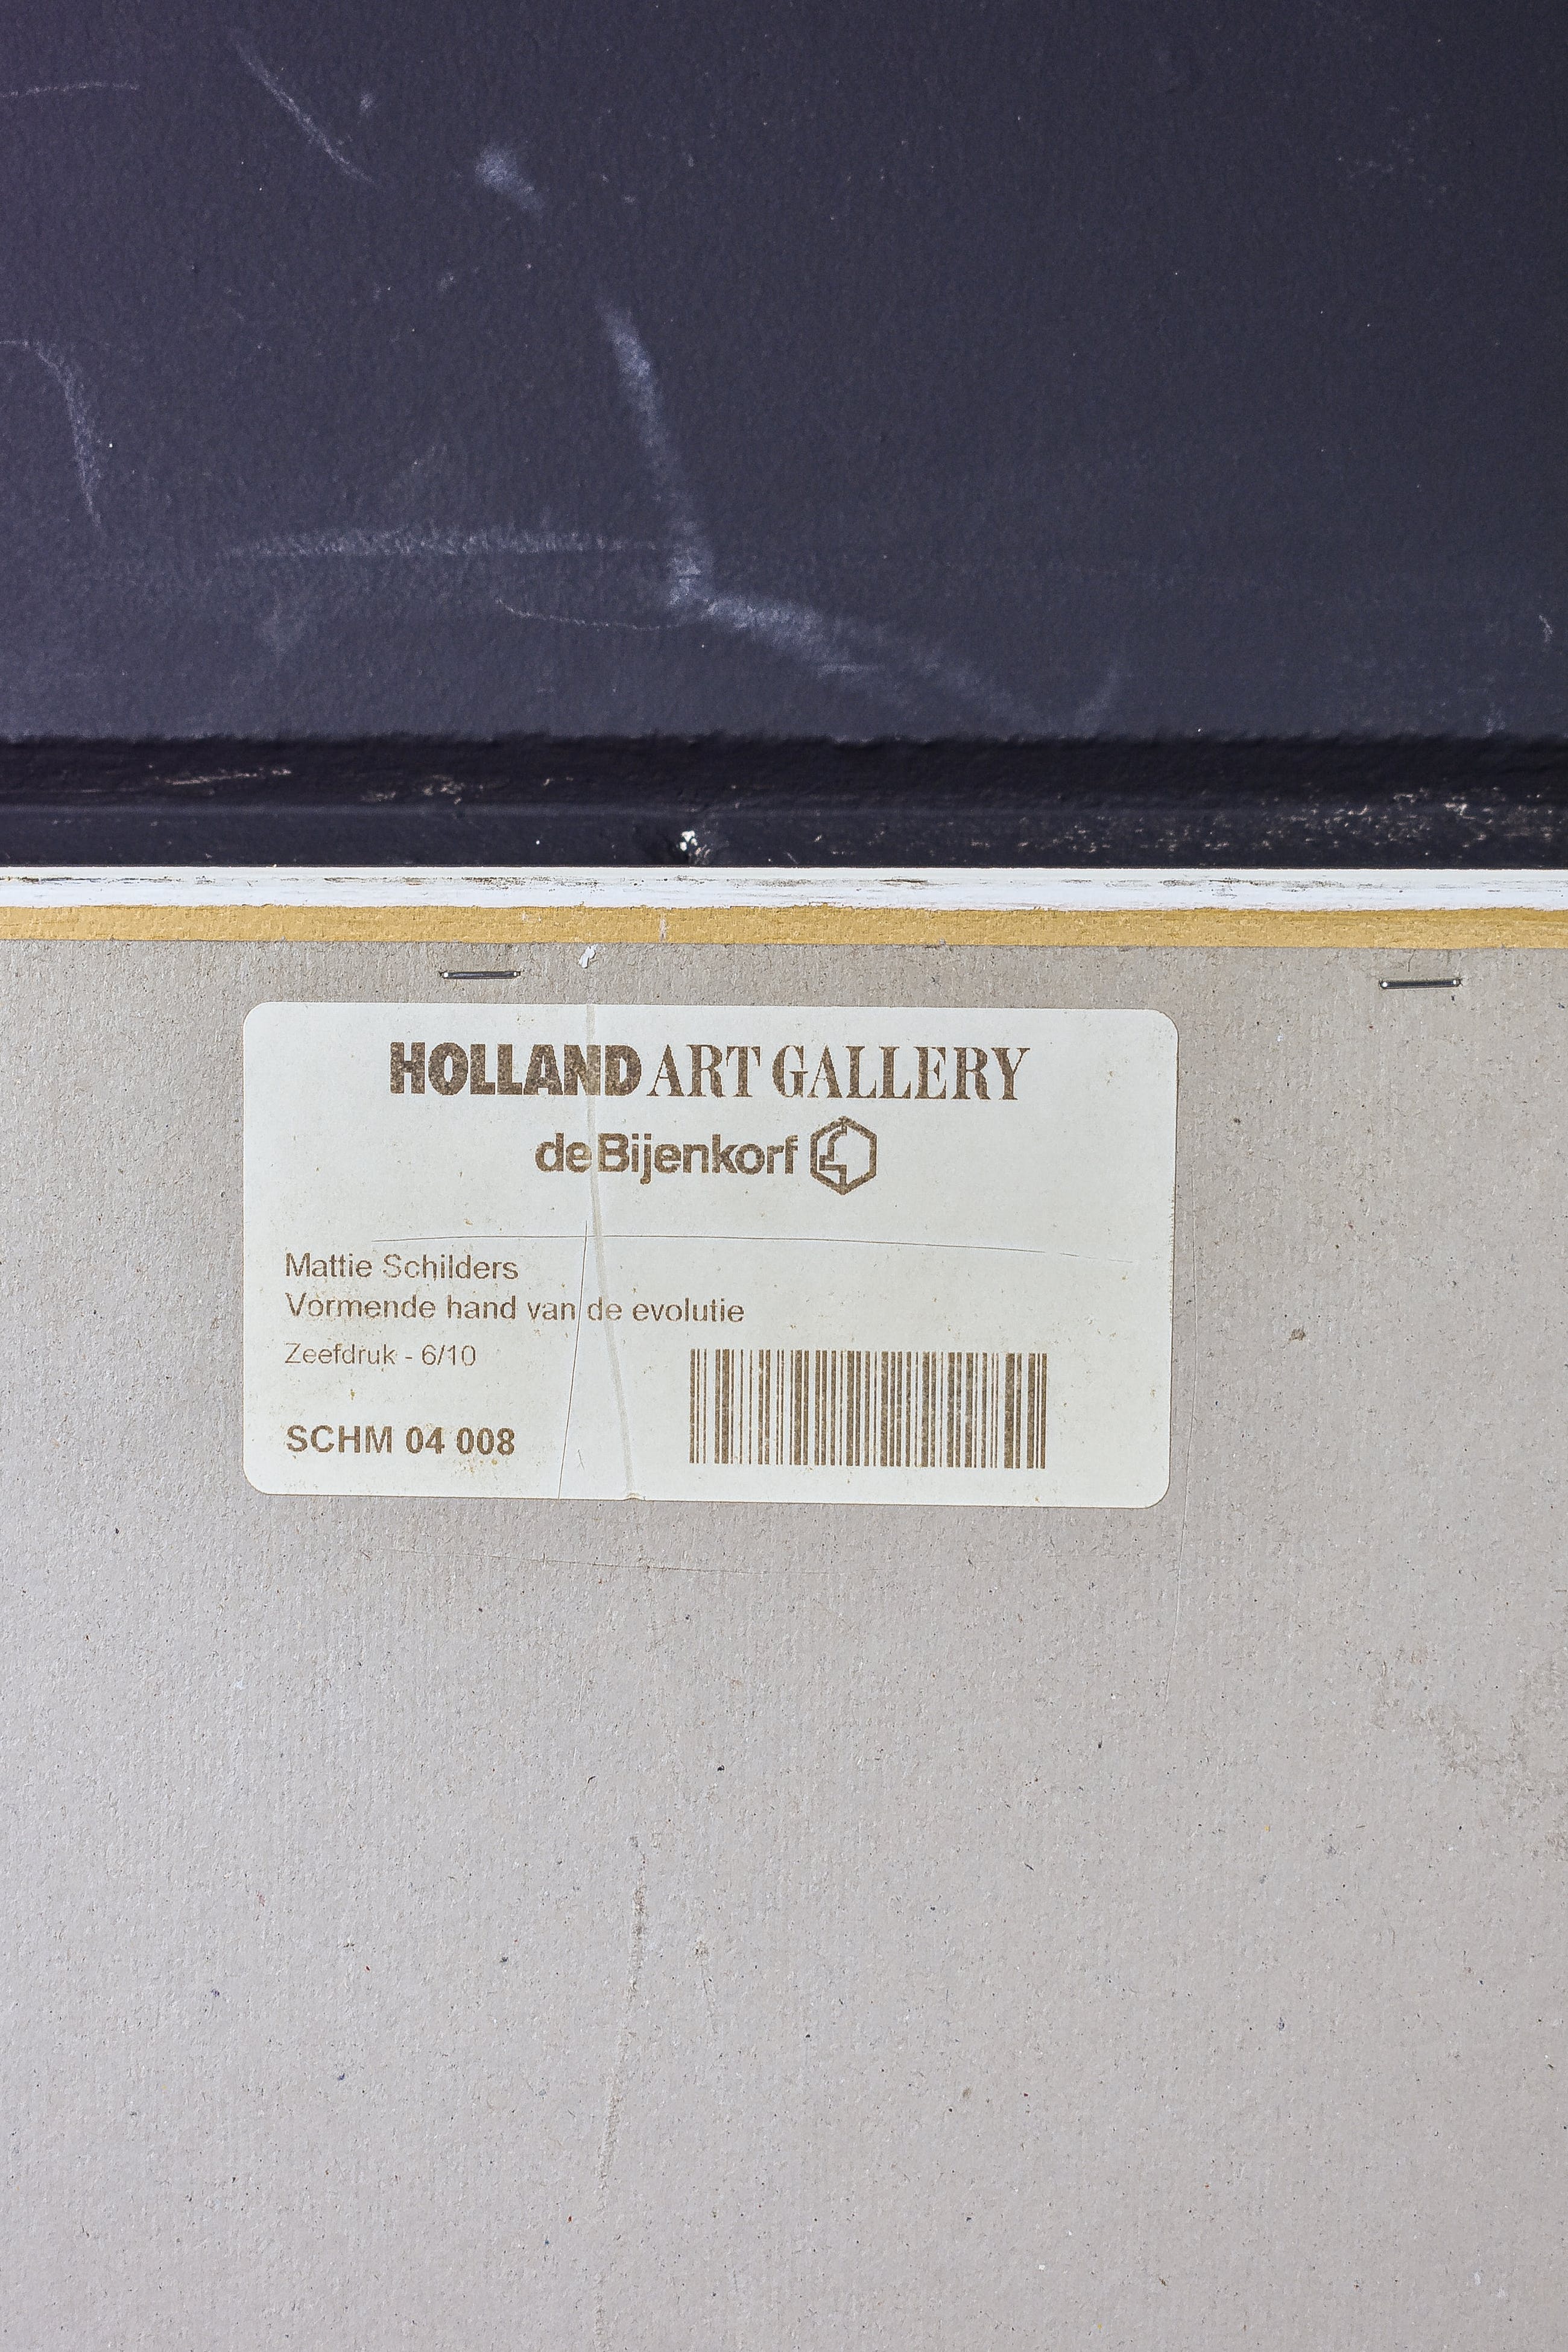 HOLLAND ART GALLERY
de Bijenkorf
Mattie Schilders
Vormende hand van de evolutie
Zeefdruk - 6/10
SCHM 04 008